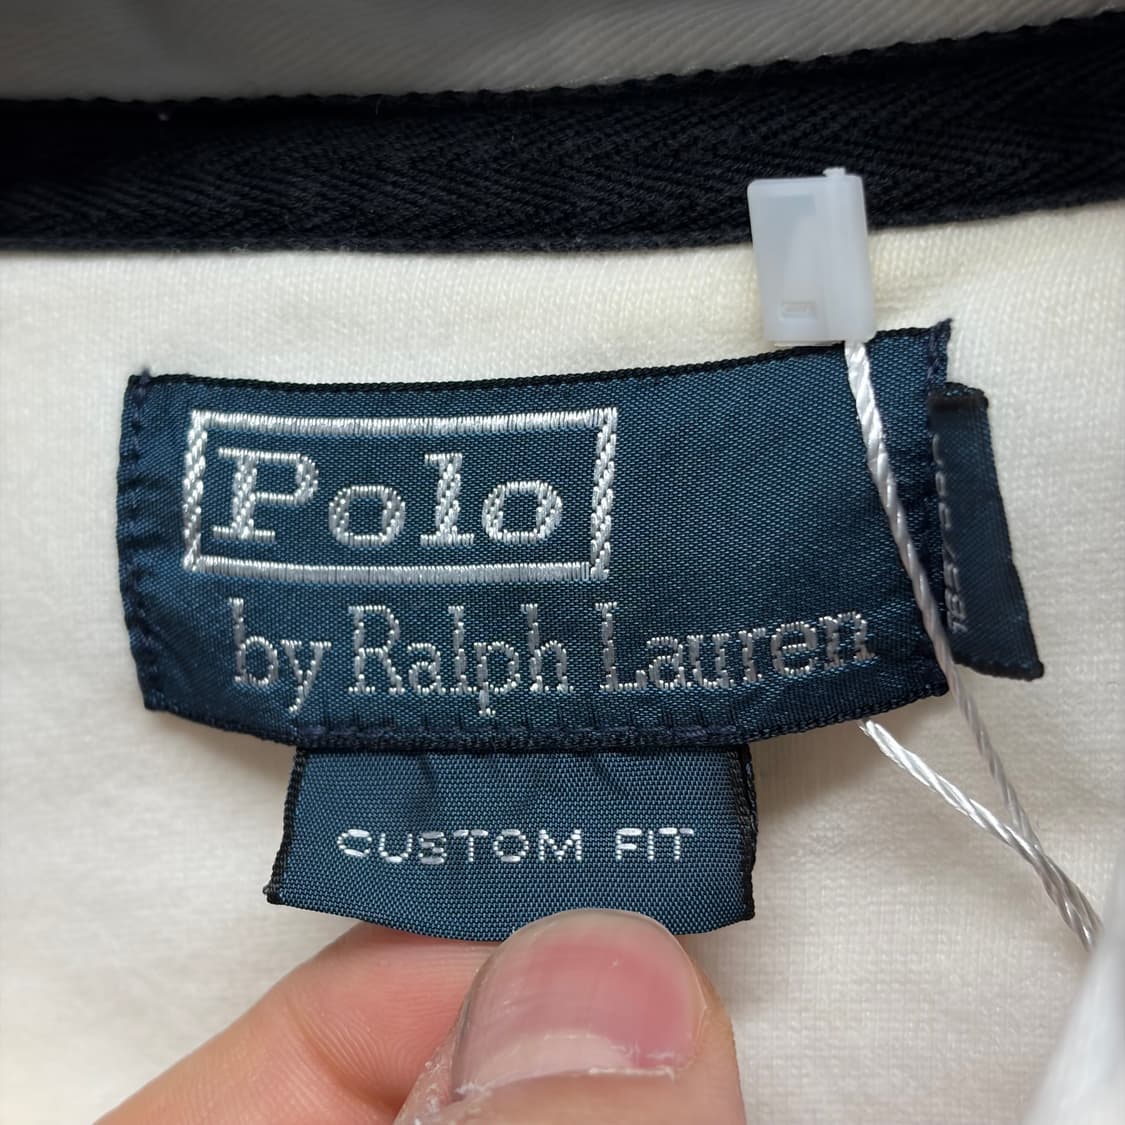 Polo
by Ralph Lauren
CUSTOM FIT